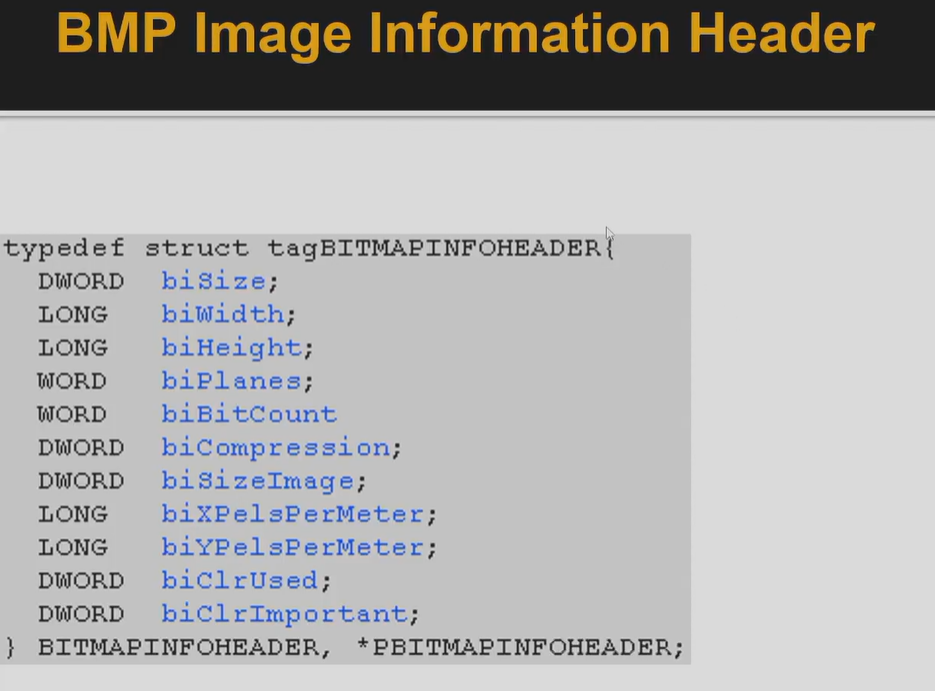 BMP Image Information Header
typedef struct tagBITMAPINFOHEADER{
DWORD biSize;
LONG biWidth;
LONG biHeight;
WORD biPlanes;
WORD biBitCount
DWORD biCompression;
DWORD biSizeImage;
LONG biXPelsPerMeter;
LONG biYPelsPerMeter;
DWORD biClrUsed;
DWORD biClrImportant;
} BITMAPINFOHEADER, *PBITMAPINFOHEADER;